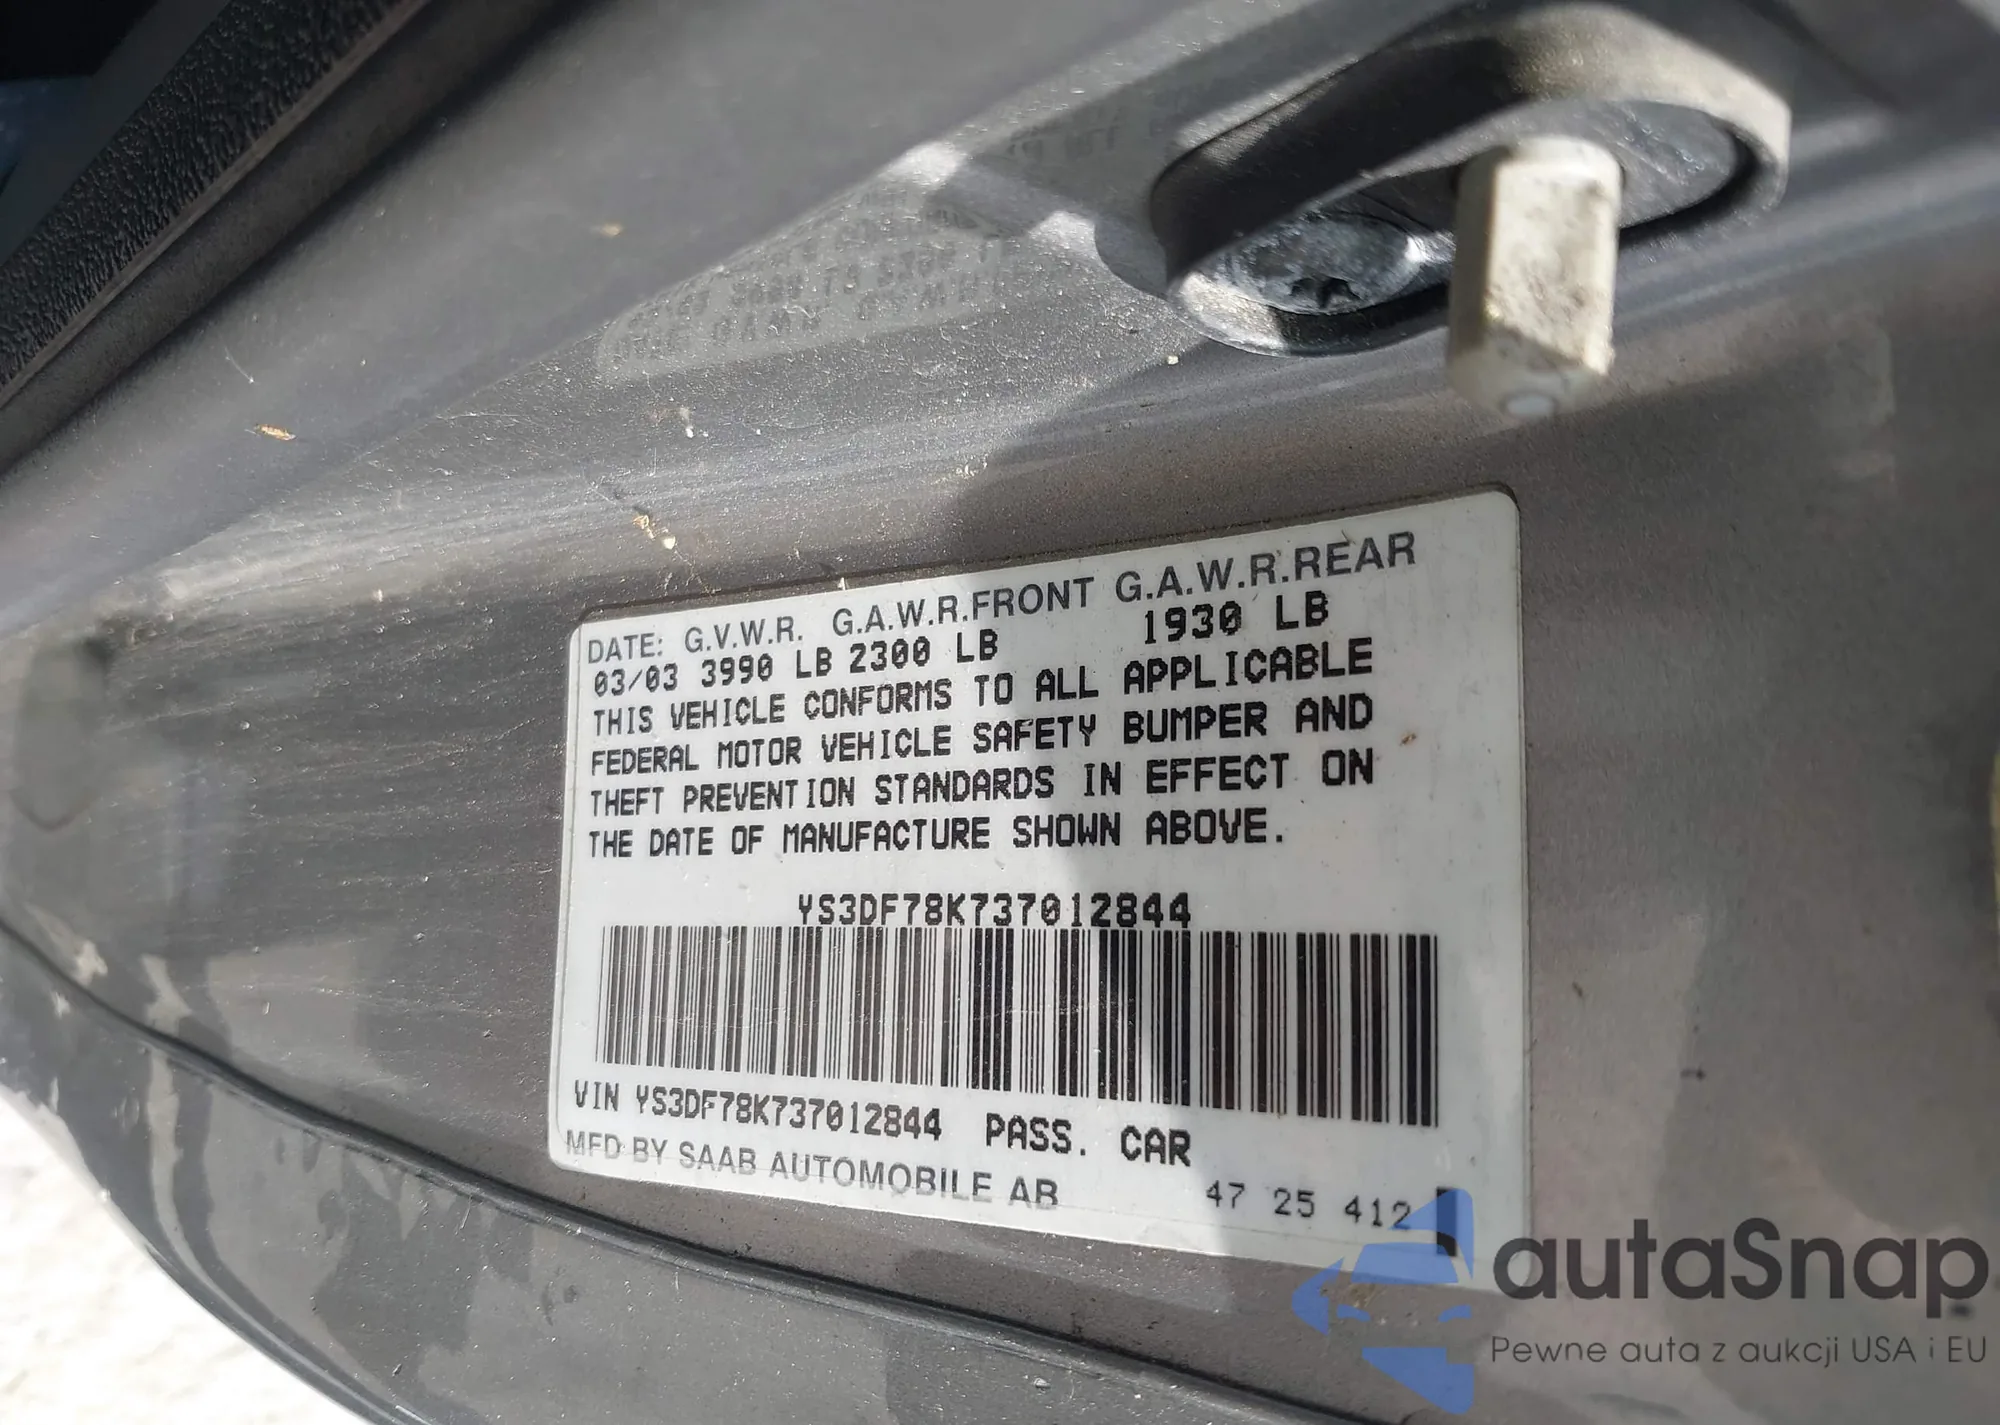 DATE: G.V.W.R. G.A.W.R.FRONT G.A.W.R.REAR
03/03 3990 LB 2300 LB 1930 LB
THIS VEHICLE CONFORMS TO ALL APPLICABLE
FEDERAL MOTOR VEHICLE SAFETY BUMPER AND
THEFT PREVENTION STANDARDS IN EFFECT ON
THE DATE OF MANUFACTURE SHOWN ABOVE.
YS3DF78K737012844
VIN YS3DF78K737012844 PASS. CAR
MFD BY SAAB AUTOMOBILE AB
47 25 412
autaSnap
Pewne auta z aukcji USA i EU